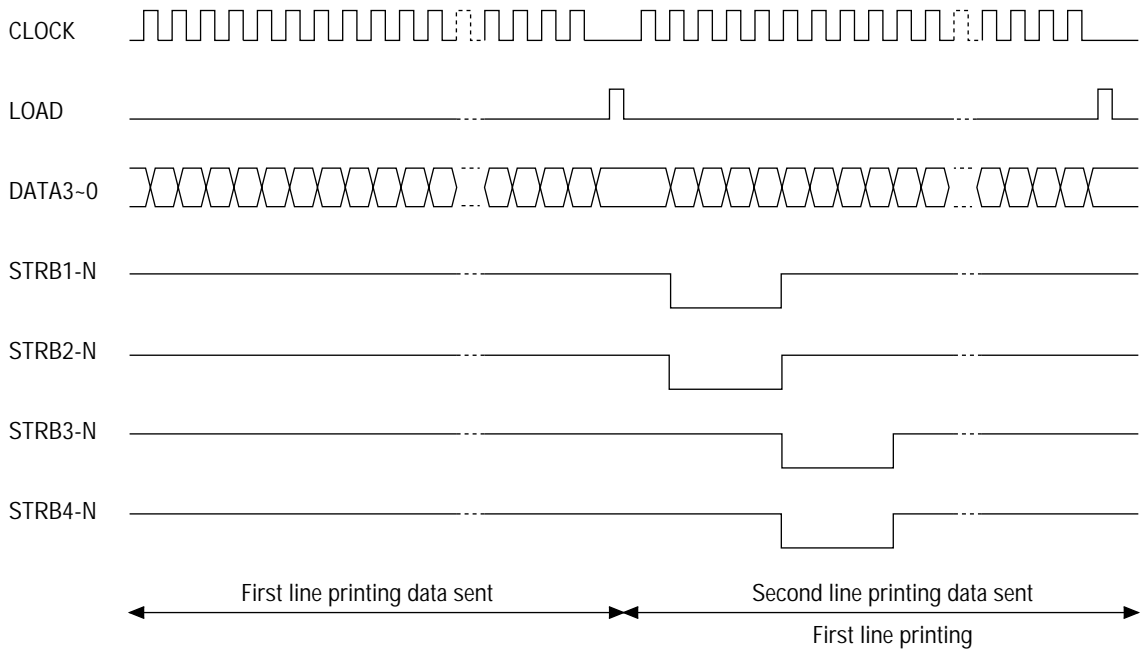 CLOCK
LOAD
DATA3~0
STRB1-N
STRB2-N
STRB3-N
STRB4-N
First line printing data sent
Second line printing data sent
First line printing